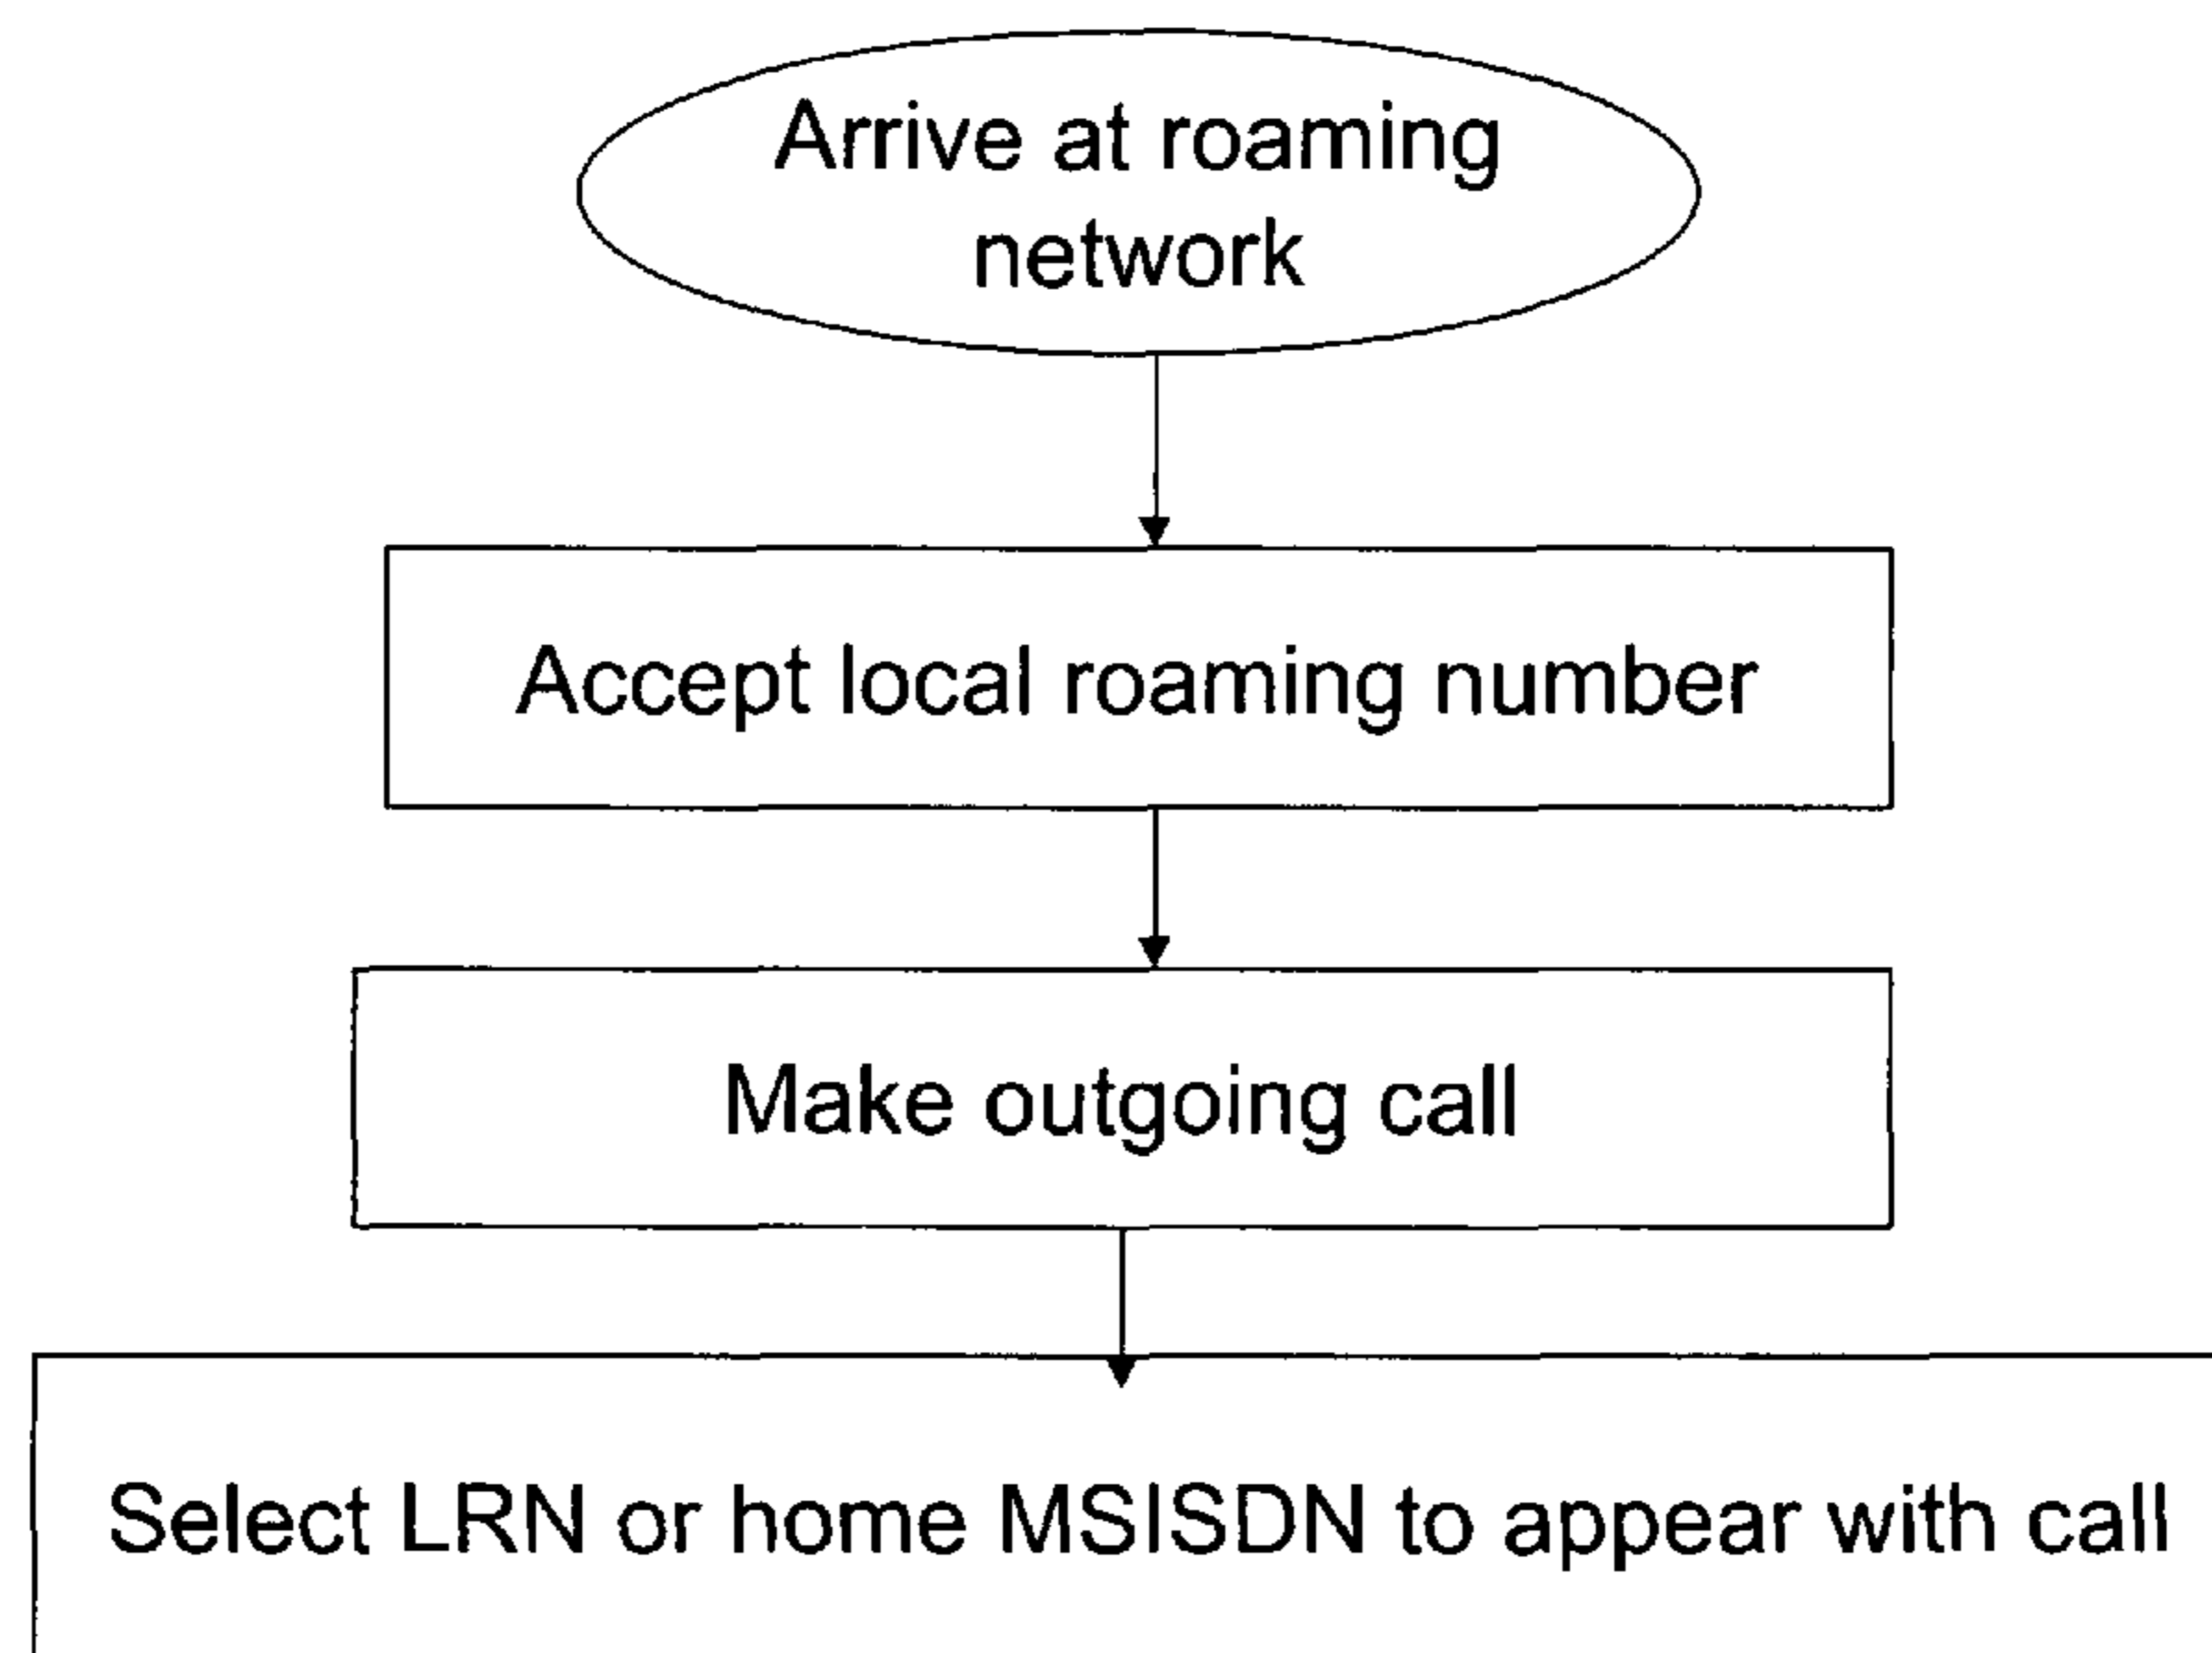 Arrive at roaming
network
Accept local roaming number
Make outgoing call
Select LRN or home MSISDN to appear with call